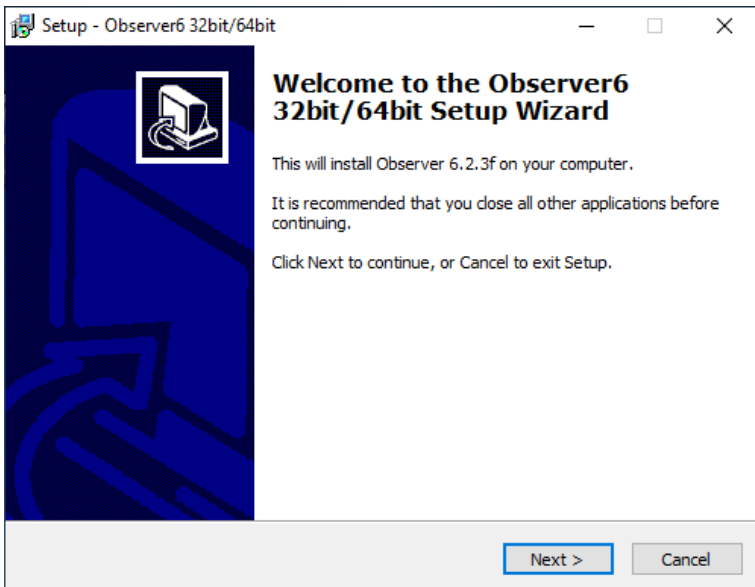 Setup - Observer6 32bit/64bit
Welcome to the Observer6
32bit/64bit Setup Wizard
This will install Observer 6.2.3f on your computer.
It is recommended that you close all other applications before
continuing.
Click Next to continue, or Cancel to exit Setup.
Next >
Cancel